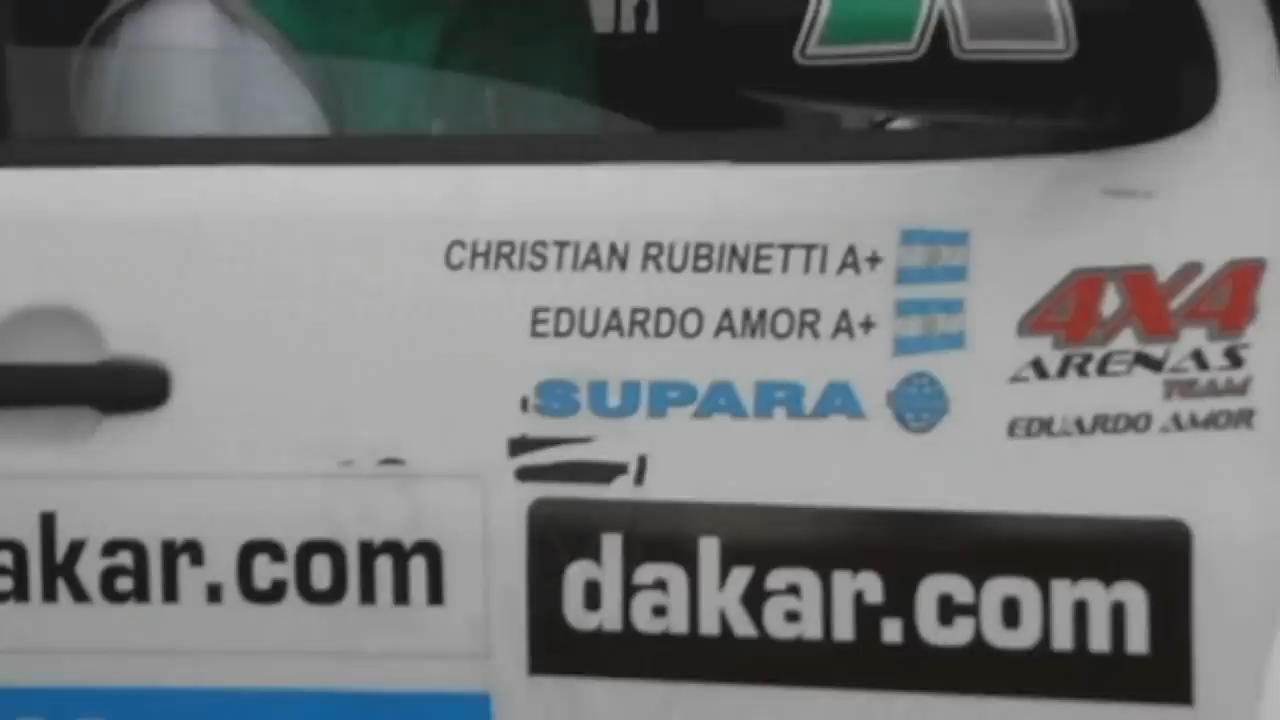 CHRISTIAN RUBINETTI A+
EDUARDO AMOR A+
SUPARA
4X4
ARENAS
TEAM
EDUARDO AMOR
akar.com
dakar.com